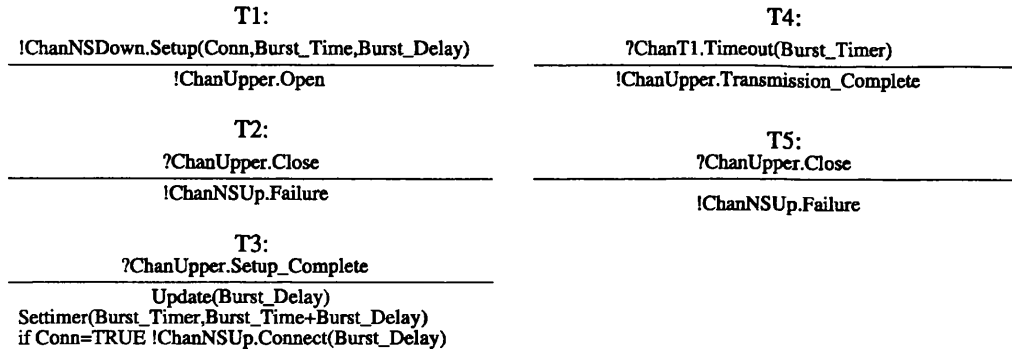 T1:
!ChanNSDown.Setup(Conn,Burst_Time,Burst_Delay)
!ChanUpper.Open
T2:
?ChanUpper.Close
!ChanNSUp.Failure
T3:
?ChanUpper.Setup_Complete
Update(Burst_Delay)
Settimer(Burst_Timer,Burst_Time+Burst_Delay)
if Conn=TRUE !ChanNSUp.Connect(Burst_Delay)
T4:
?ChanT1.Timeout(Burst_Timer)
!ChanUpper.Transmission_Complete
T5:
?ChanUpper.Close
!ChanNSUp.Failure